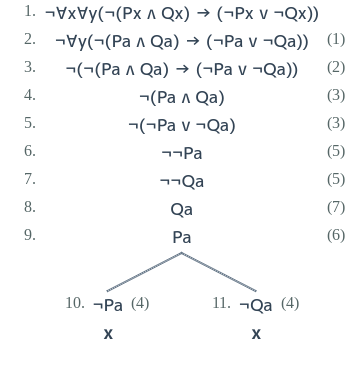 1. ¬∀x∀y(¬(Px ∧ Qx) → (¬Px ∨ ¬Qx))
2. ¬∀y(¬(Pa ∧ Qa) → (¬Pa ∨ ¬Qa)) (1)
3. ¬(¬(Pa ∧ Qa) → (¬Pa ∨ ¬Qa)) (2)
4. ¬(Pa ∧ Qa) (3)
5. ¬(¬Pa ∨ ¬Qa) (3)
6. ¬¬Pa (5)
7. ¬¬Qa (5)
8. Qa (7)
9. Pa (6)
10. ¬Pa (4) 11. ¬Qa (4)
x x